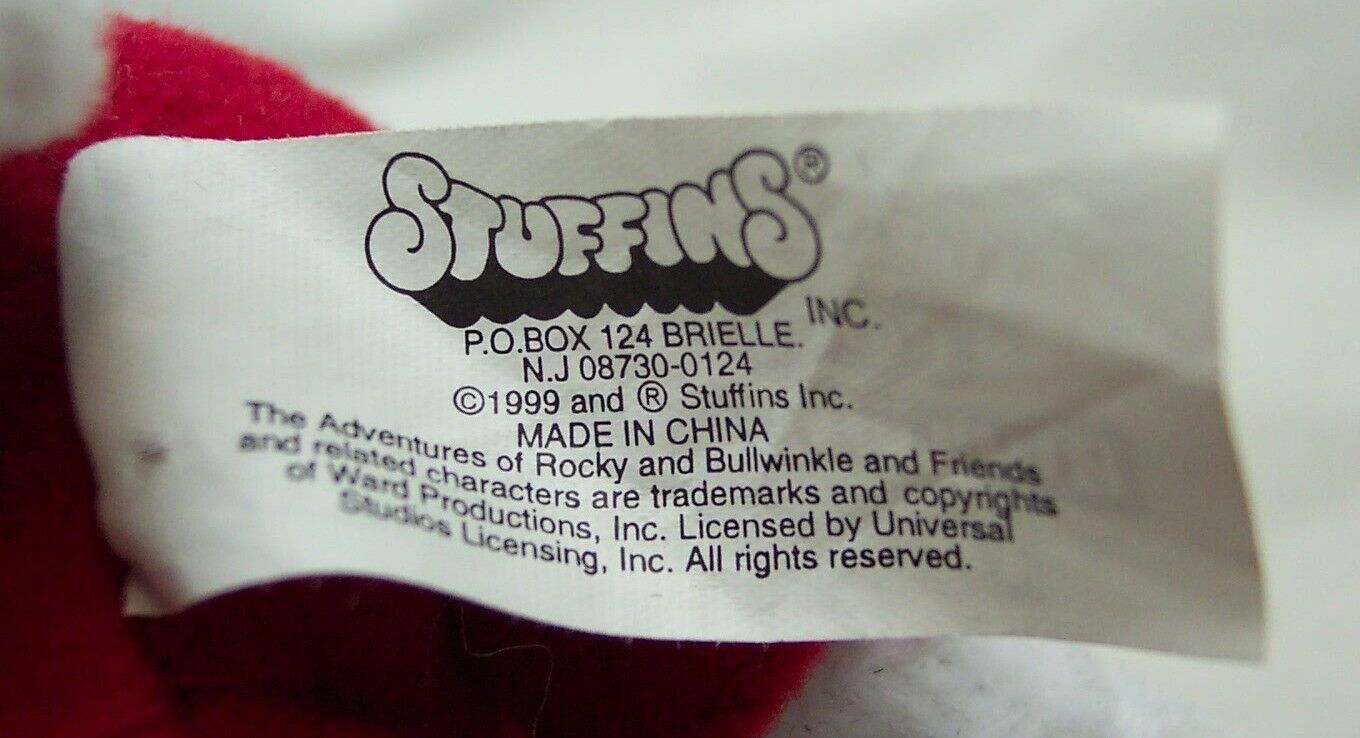 STUFFINS®
INC.
P.O.BOX 124 BRIELLE.
N.J 08730-0124
©1999 and ® Stuffins Inc.
MADE IN CHINA
The Adventures of Rocky and Bullwinkle and Friends
and related characters are trademarks and copyrights
of Ward Productions, Inc. Licensed by Universal
Studios Licensing, Inc. All rights reserved.